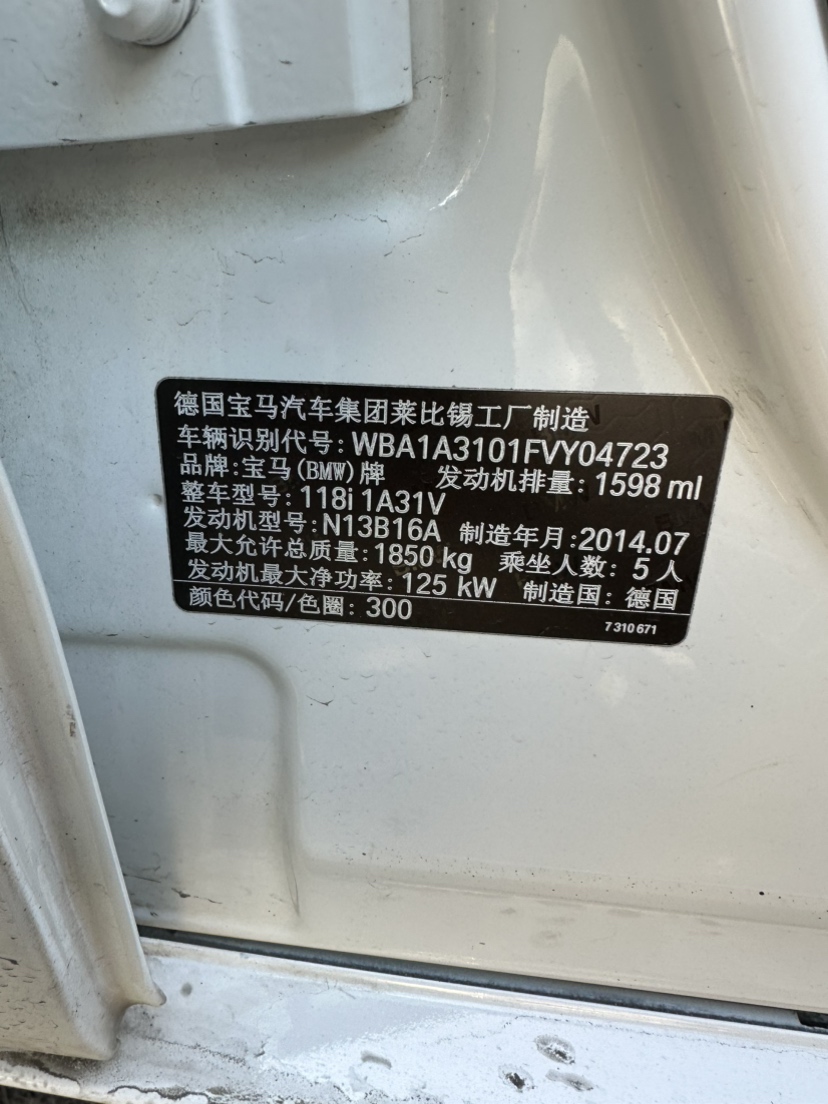 德国宝马汽车集团莱比锡工厂制造
车辆识别代号: WBA1A3101FVY04723
品牌: 宝马(BMW)牌 发动机排量: 1598 ml
整车型号: 118i 1A31V
发动机型号: N13B16A 制造年月: 2014.07
最大允许总质量: 1850 kg 乘坐人数: 5人
发动机最大净功率: 125 kW 制造国: 德国
颜色代码/色圈: 300 7310671